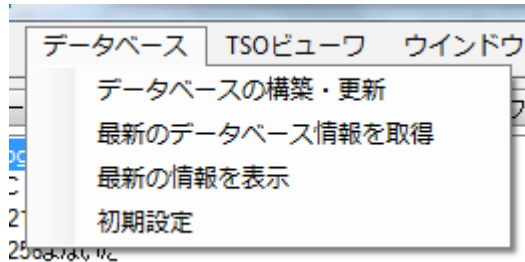 データベース TSOビューワ ウインドウ
データベースの構築・更新
最新のデータベース情報を取得
最新の情報を表示
初期設定